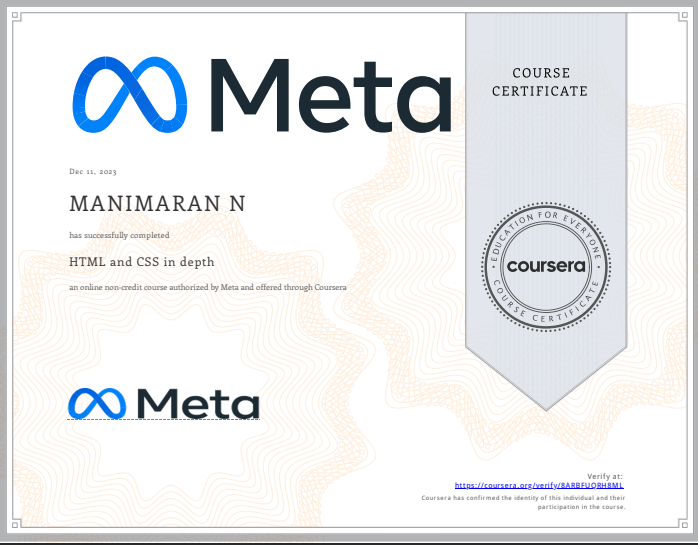 Meta
COURSE
CERTIFICATE
Dec 11, 2023
MANIMARAN N
has successfully completed
HTML and CSS in depth
an online non-credit course authorized by Meta and offered through Coursera
EDUCATION FOR EVERYONE
coursera
COURSE CERTIFICATE
Meta
Verify at:
https://coursera.org/verify/8ARBFUQRH8ML
Coursera has confirmed the identity of this individual and their
participation in the course.